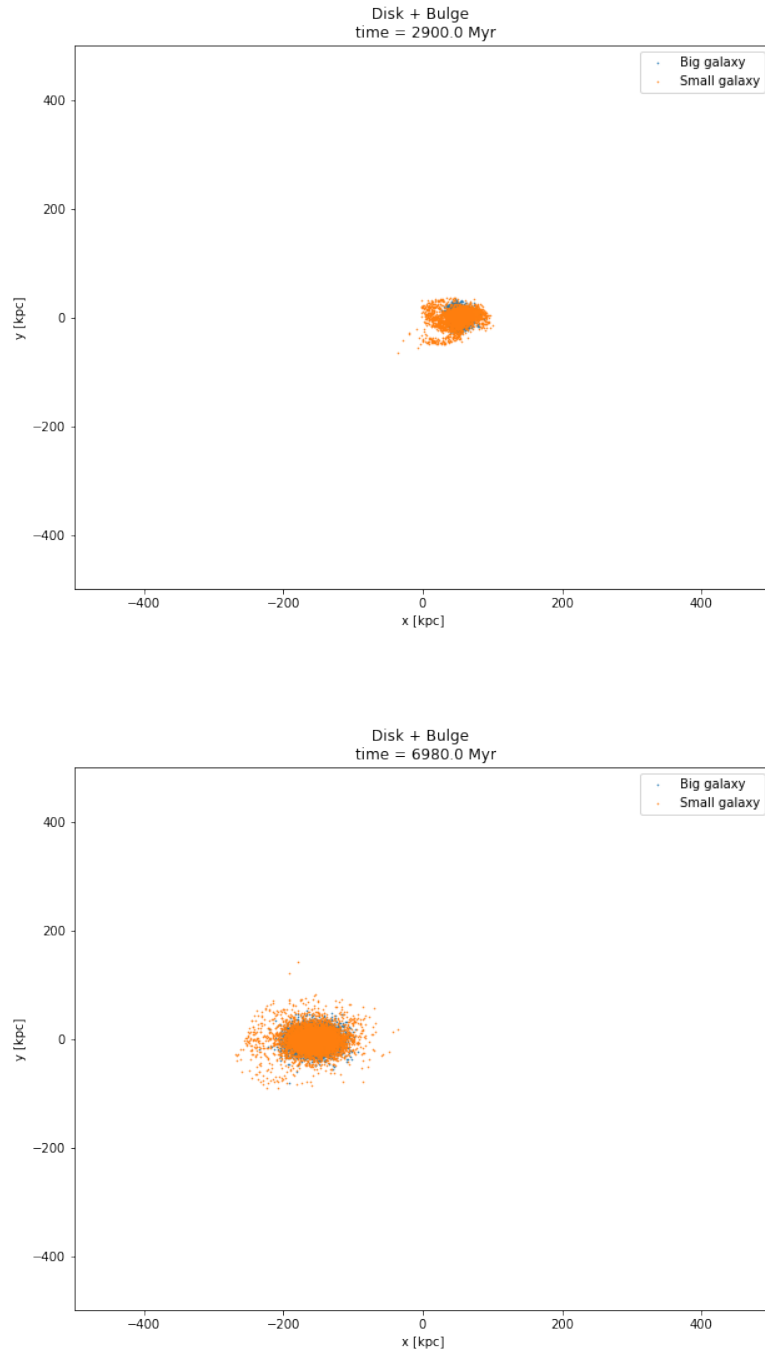 Disk + Bulge
time = 2900.0 Myr
Big galaxy
Small galaxy
400
200
0
−200
−400
y [kpc]
−400
−200
0
200
400
x [kpc]
Disk + Bulge
time = 6980.0 Myr
Big galaxy
Small galaxy
400
200
0
−200
−400
y [kpc]
−400
−200
0
200
400
x [kpc]